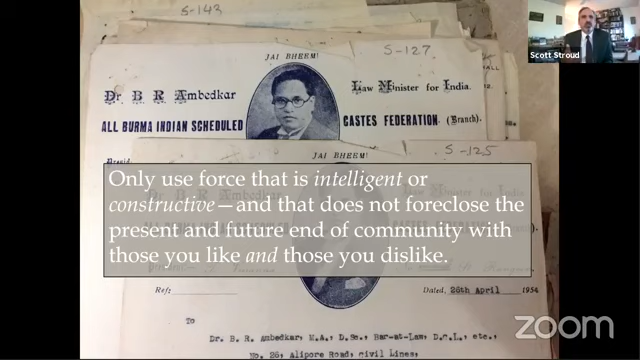 S-143
Scott Stroud
JAI BHEEM!
S-127
Dr B R Ambedkar
Law Minister for India.
ALL BURMA INDIAN SCHEDULED
CASTES FEDERATION. (Branch).
JAI BHEEM!
S-125
Only use force that is intelligent or
constructive—and that does not foreclose the
present and future end of community with
those you like and those you dislike.
Ref:
Dated, 26th April 1954
To
Dr. B. R. Ambedkar, M.A., D.Sc., Bar-at-Law, D.C.L., etc.,
No. 26, Alipore Road, Civil Lines,
zoom